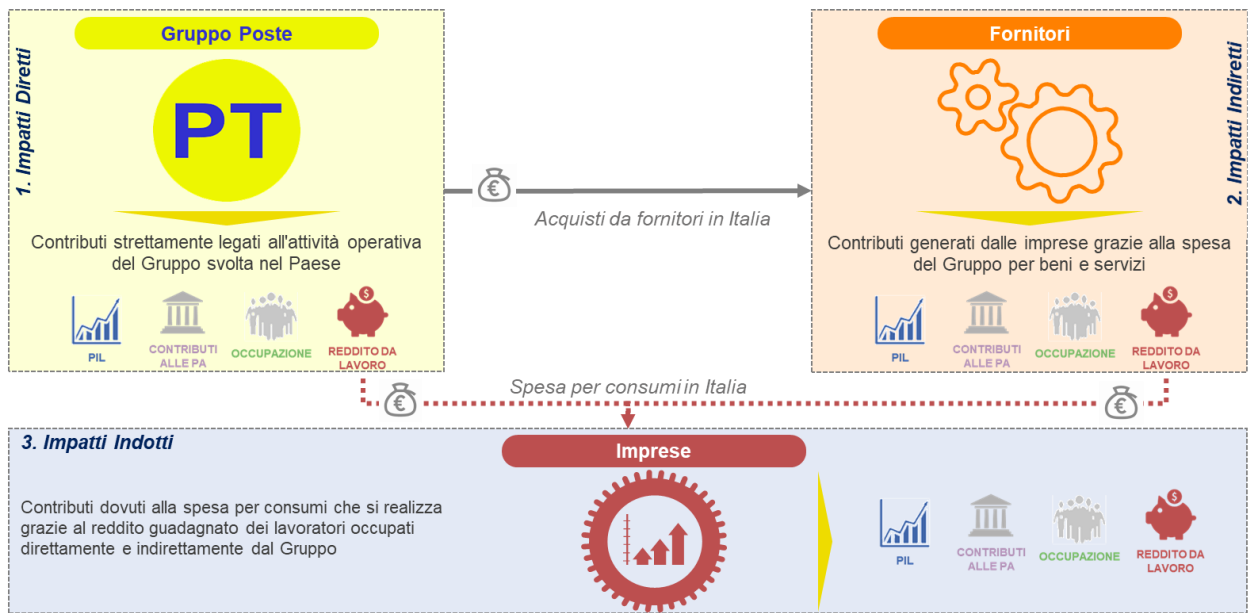 1. Impatti Diretti
Gruppo Poste
PT
Contributi strettamente legati all'attività operativa
del Gruppo svolta nel Paese
PIL
CONTRIBUTI
ALLE PA
OCCUPAZIONE
REDDITO DA
LAVORO
€
Acquisti da fornitori in Italia
2. Impatti Indiretti
Fornitori
Contributi generati dalle imprese grazie alla spesa
del Gruppo per beni e servizi
PIL
CONTRIBUTI
ALLE PA
OCCUPAZIONE
REDDITO DA
LAVORO
€
Spesa per consumi in Italia
€
3. Impatti Indotti
Imprese
Contributi dovuti alla spesa per consumi che si realizza
grazie al reddito guadagnato dei lavoratori occupati
direttamente e indirettamente dal Gruppo
PIL
CONTRIBUTI
ALLE PA
OCCUPAZIONE
REDDITO DA
LAVORO